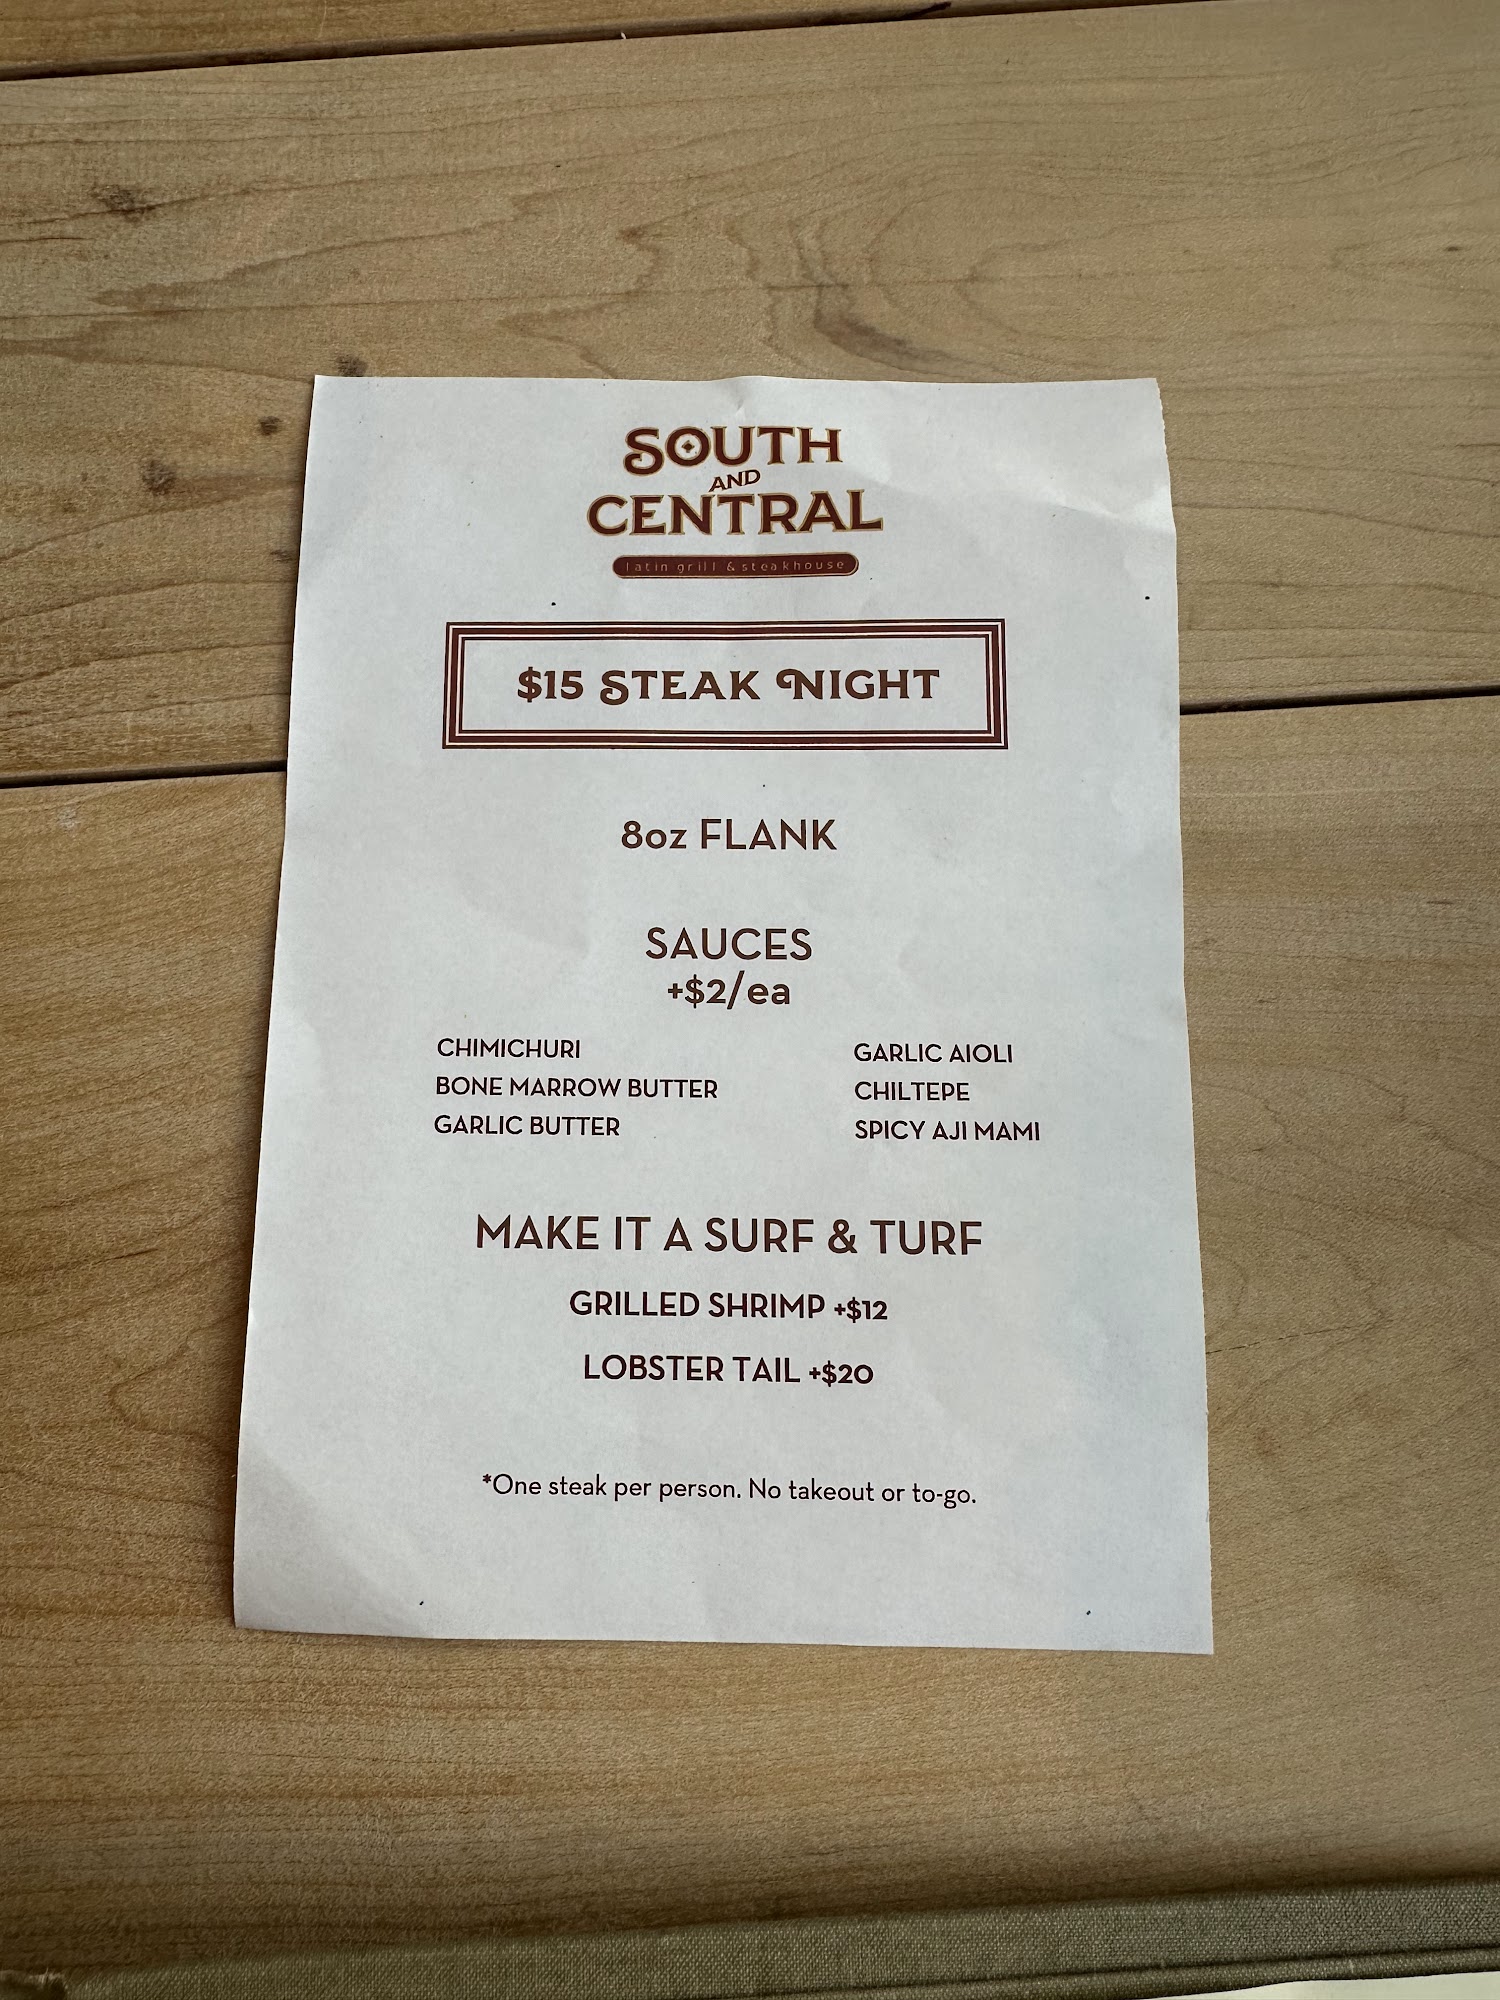 SOUTH
AND
CENTRAL
latin grill & steakhouse
$15 STEAK NIGHT
8oz FLANK
SAUCES
+$2/ea
CHIMICHURI
BONE MARROW BUTTER
GARLIC BUTTER
GARLIC AIOLI
CHILTEPE
SPICY AJI MAMI
MAKE IT A SURF & TURF
GRILLED SHRIMP +$12
LOBSTER TAIL +$20
*One steak per person. No takeout or to-go.